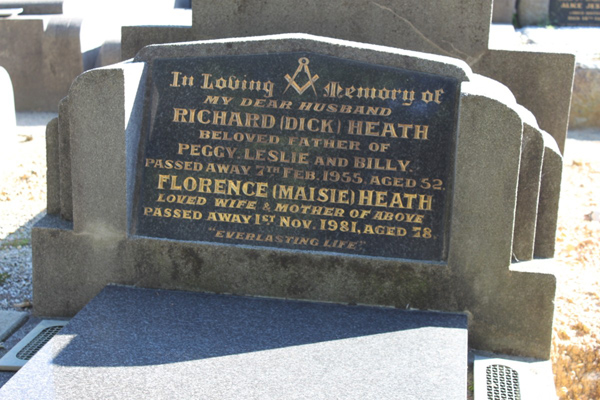 In Loving Memory of
MY DEAR HUSBAND
RICHARD (DICK) HEATH
BELOVED FATHER OF
PEGGY, LESLIE AND BILLY.
PASSED AWAY 7TH FEB. 1955, AGED 52.
FLORENCE (MAISIE) HEATH
LOVED WIFE & MOTHER OF ABOVE
PASSED AWAY 1ST NOV. 1981, AGED 78.
"EVERLASTING LIFE"